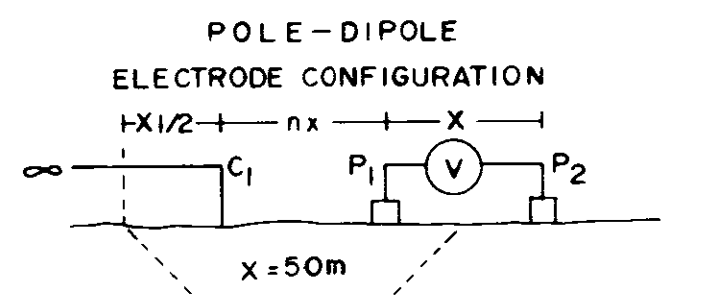 POLE-DIPOLE
ELECTRODE CONFIGURATION
X1/2 nx X
∞ C1 P1 V P2
X = 50m